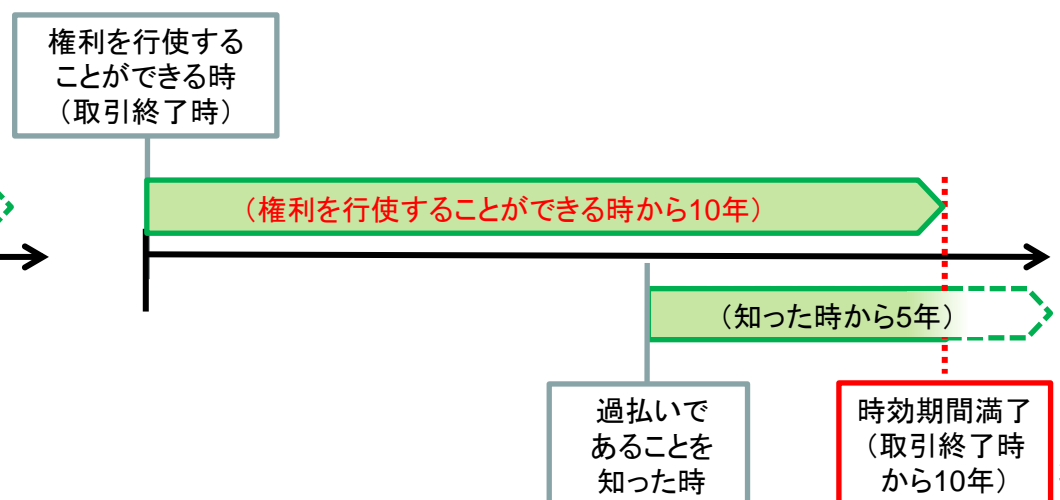 権利を行使する
ことができる時
（取引終了時）
（権利を行使することができる時から10年）
（知った時から5年）
過払いで
あることを
知った時
時効期間満了
（取引終了時
から10年）